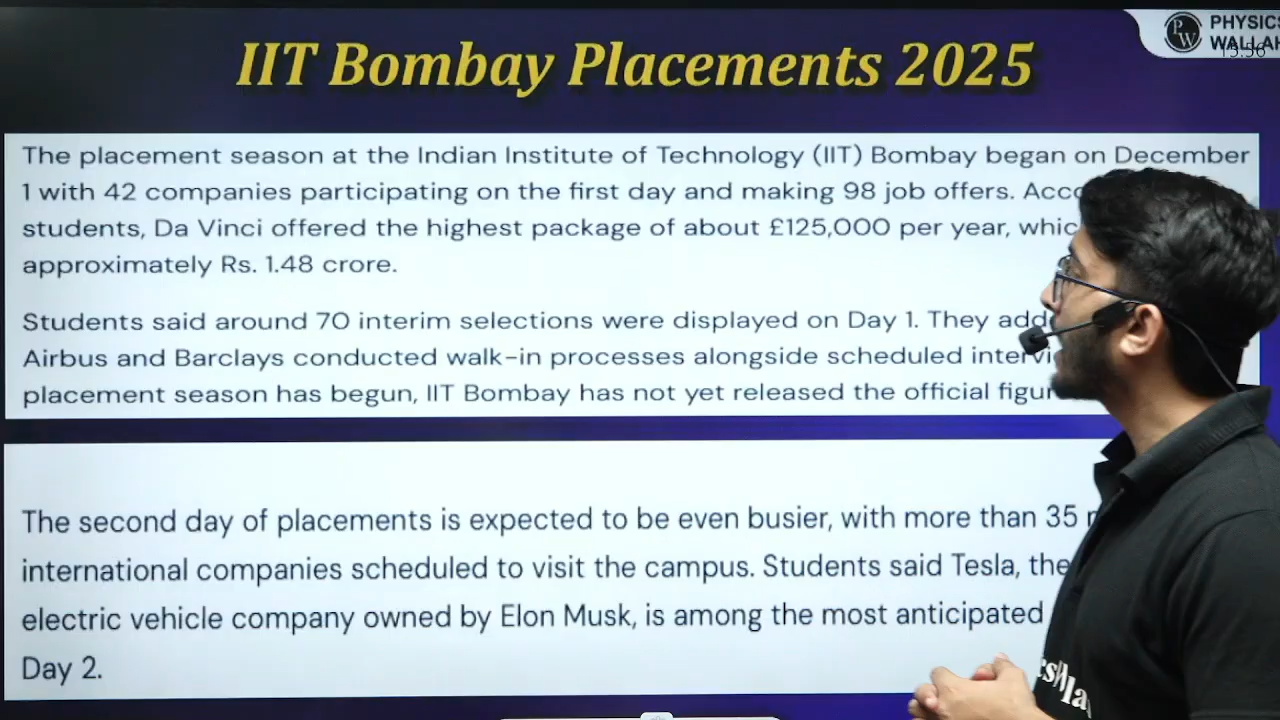 PHYSICS
WALLAH
PW
15:56
IIT Bombay Placements 2025
The placement season at the Indian Institute of Technology (IIT) Bombay began on December
1 with 42 companies participating on the first day and making 98 job offers.
students, Da Vinci offered the highest package of about £125,000 per year,
approximately Rs. 1.48 crore.
Students said around 70 interim selections were displayed on Day 1. They
Airbus and Barclays conducted walk-in processes alongside scheduled
placement season has begun, IIT Bombay has not yet released the official
The second day of placements is expected to be even busier, with more than 35
international companies scheduled to visit the campus. Students said Tesla, the
electric vehicle company owned by Elon Musk, is among the most anticipated
Day 2.